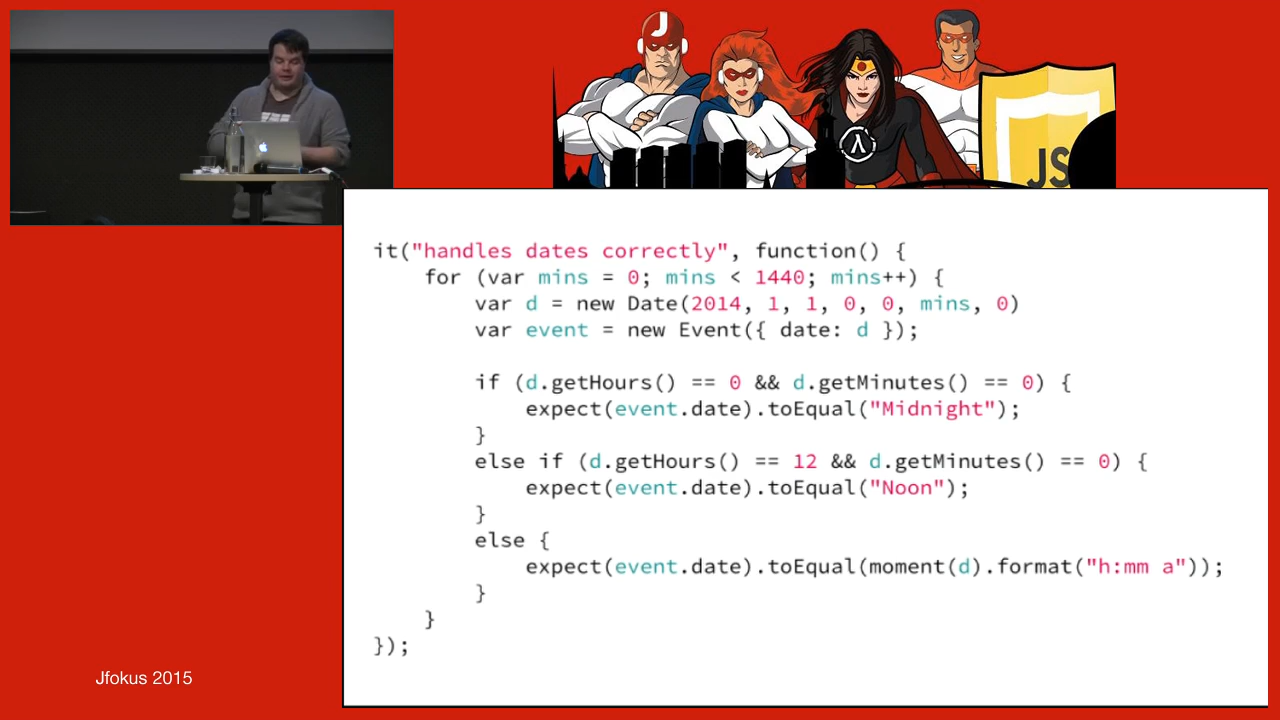 J
λ
JS
it("handles dates correctly", function() {
    for (var mins = 0; mins < 1440; mins++) {
        var d = new Date(2014, 1, 1, 0, 0, mins, 0)
        var event = new Event({ date: d });

        if (d.getHours() == 0 && d.getMinutes() == 0) {
            expect(event.date).toEqual("Midnight");
        }
        else if (d.getHours() == 12 && d.getMinutes() == 0) {
            expect(event.date).toEqual("Noon");
        }
        else {
            expect(event.date).toEqual(moment(d).format("h:mm a"));
        }
    }
});
Jfokus 2015